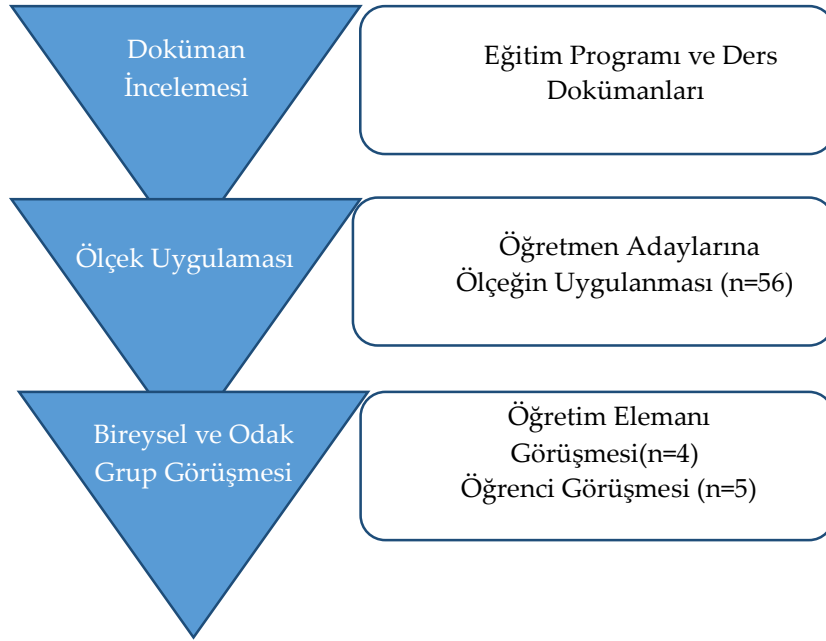 Doküman
İncelemesi
Eğitim Programı ve Ders
Dokümanları
Ölçek Uygulaması
Öğretmen Adaylarına
Ölçeğin Uygulanması (n=56)
Bireysel ve Odak
Grup Görüşmesi
Öğretim Elemanı
Görüşmesi(n=4)
Öğrenci Görüşmesi (n=5)